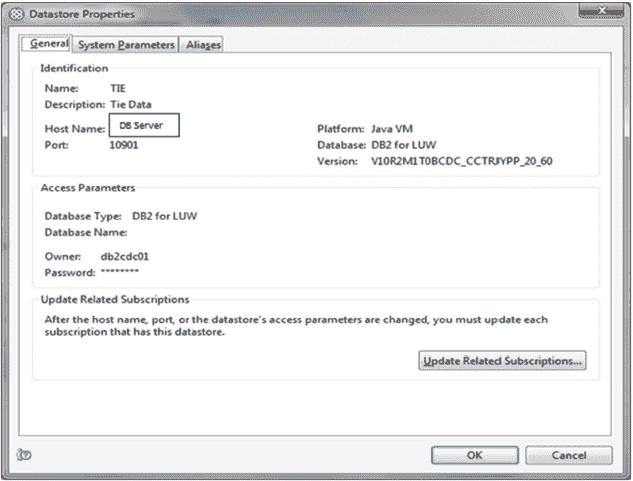 Datastore Properties
General System Parameters Aliases
Identification
Name: TIE
Description: Tie Data
Host Name: DB Server
Port: 10901
Platform: Java VM
Database: DB2 for LUW
Version: V10R2M1T0BCDC_CCTRJYPP_20_60
Access Parameters
Database Type: DB2 for LUW
Database Name:
Owner: db2cdc01
Password: ********
Update Related Subscriptions
After the host name, port, or the datastore's access parameters are changed, you must update each
subscription that has this datastore.
Update Related Subscriptions...
OK Cancel